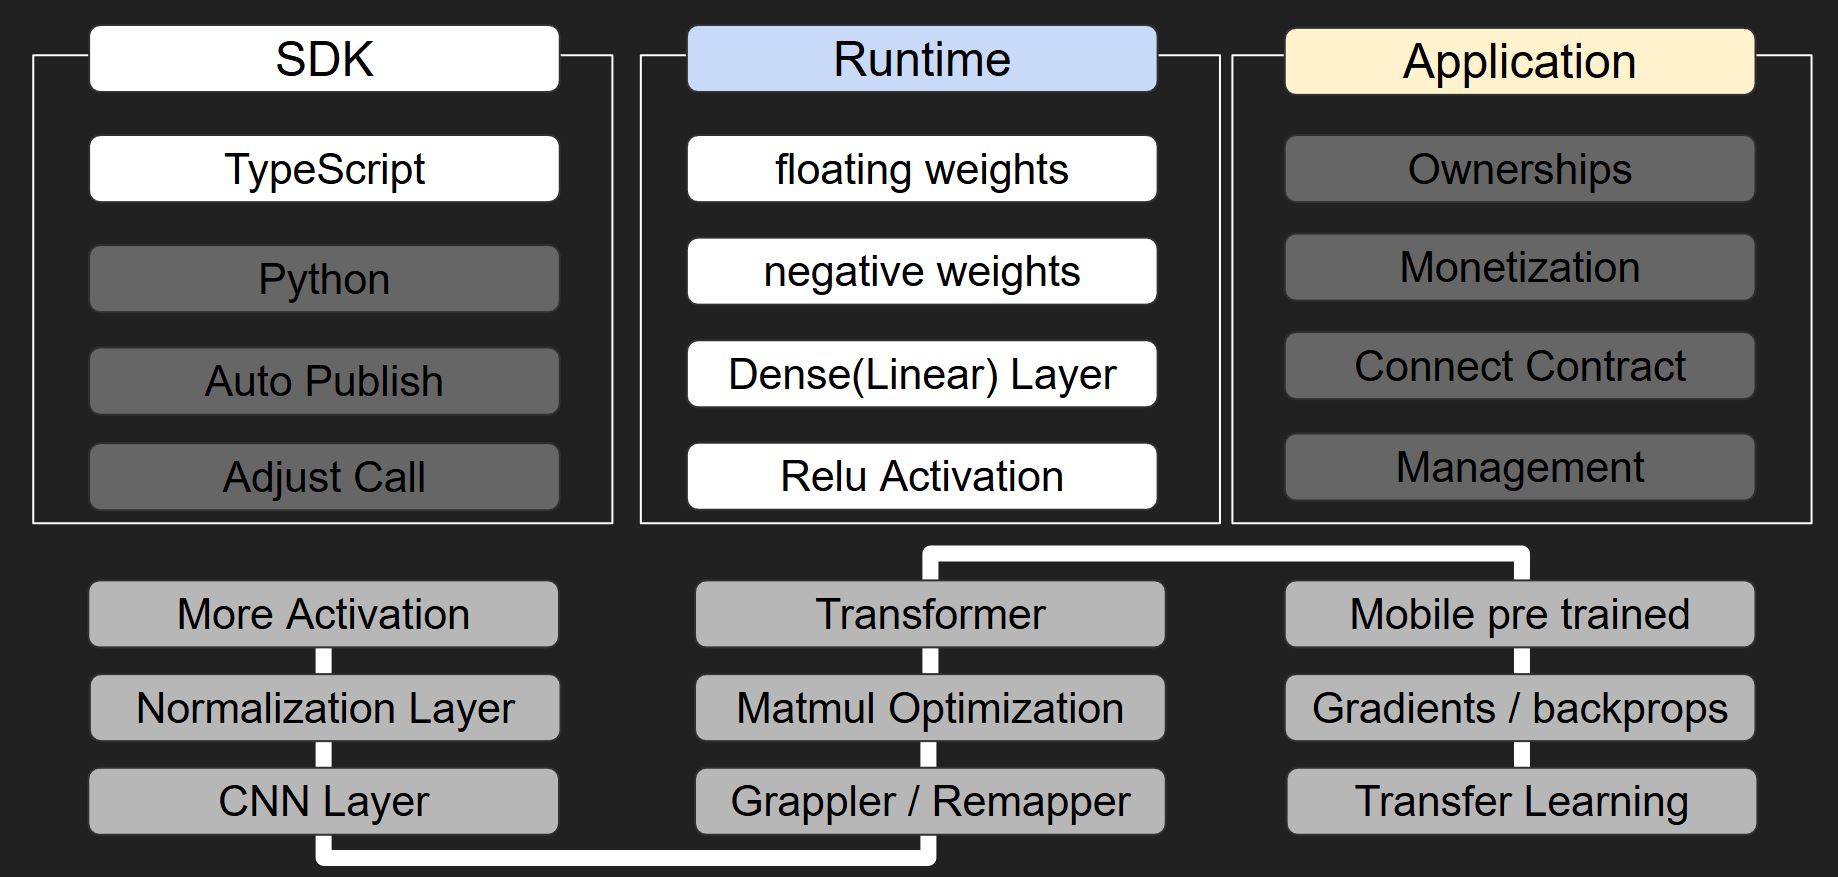 SDK
TypeScript
Python
Auto Publish
Adjust Call
Runtime
floating weights
negative weights
Dense(Linear) Layer
Relu Activation
Application
Ownerships
Monetization
Connect Contract
Management
More Activation
Normalization Layer
CNN Layer
Transformer
Matmul Optimization
Grappler / Remapper
Mobile pre trained
Gradients / backprops
Transfer Learning